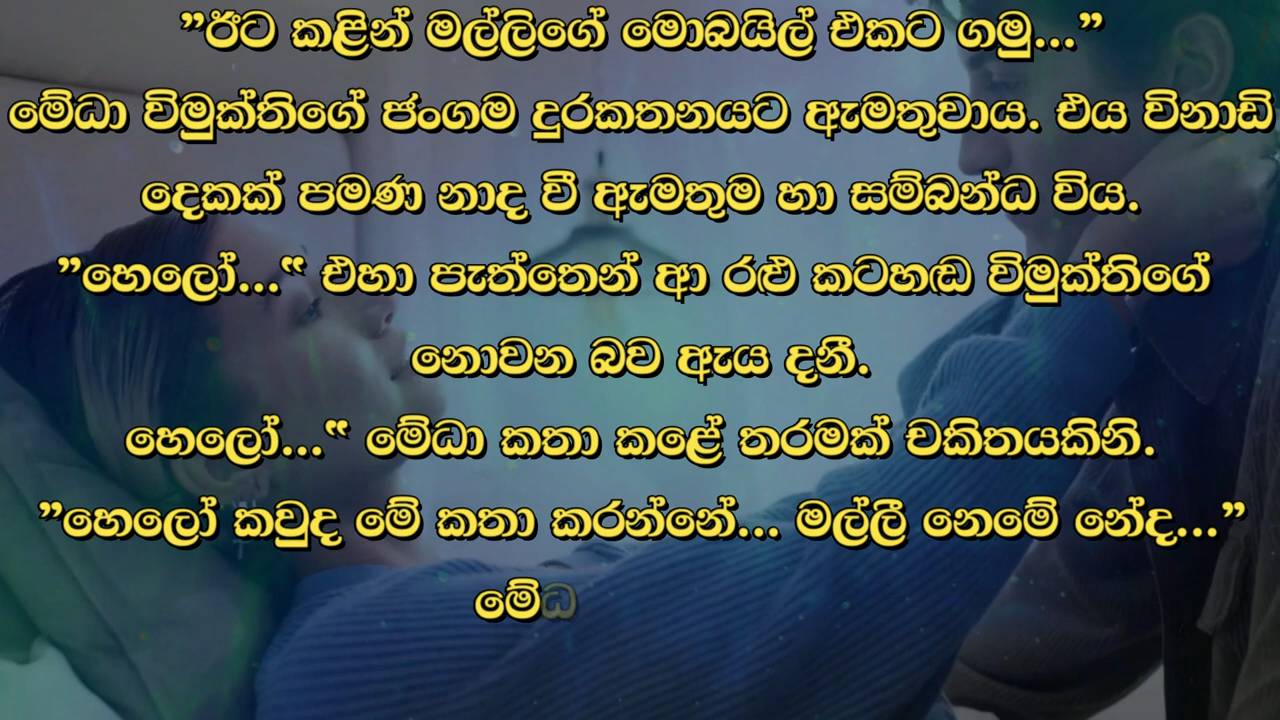 ”ඊට කළින් මල්ලිගේ මොබයිල් එකට ගමු...”
මේධා විමුක්තිගේ ජංගම දුරකතනයට ඇමතුවාය. එය විනාඩි
දෙකක් පමණ නාද වී ඇමතුම හා සම්බන්ධ විය.
”හෙලෝ...‟ එහා පැත්තෙන් ආ රළු කටහඬ විමුක්තිගේ
නොවන බව ඇය දනී.
හෙලෝ...‟ මේධා කතා කළේ තරමක් චකිතයකිනි.
”හෙලෝ කවුද මේ කතා කරන්නේ... මල්ලී නෙමේ නේද...”
මේධ